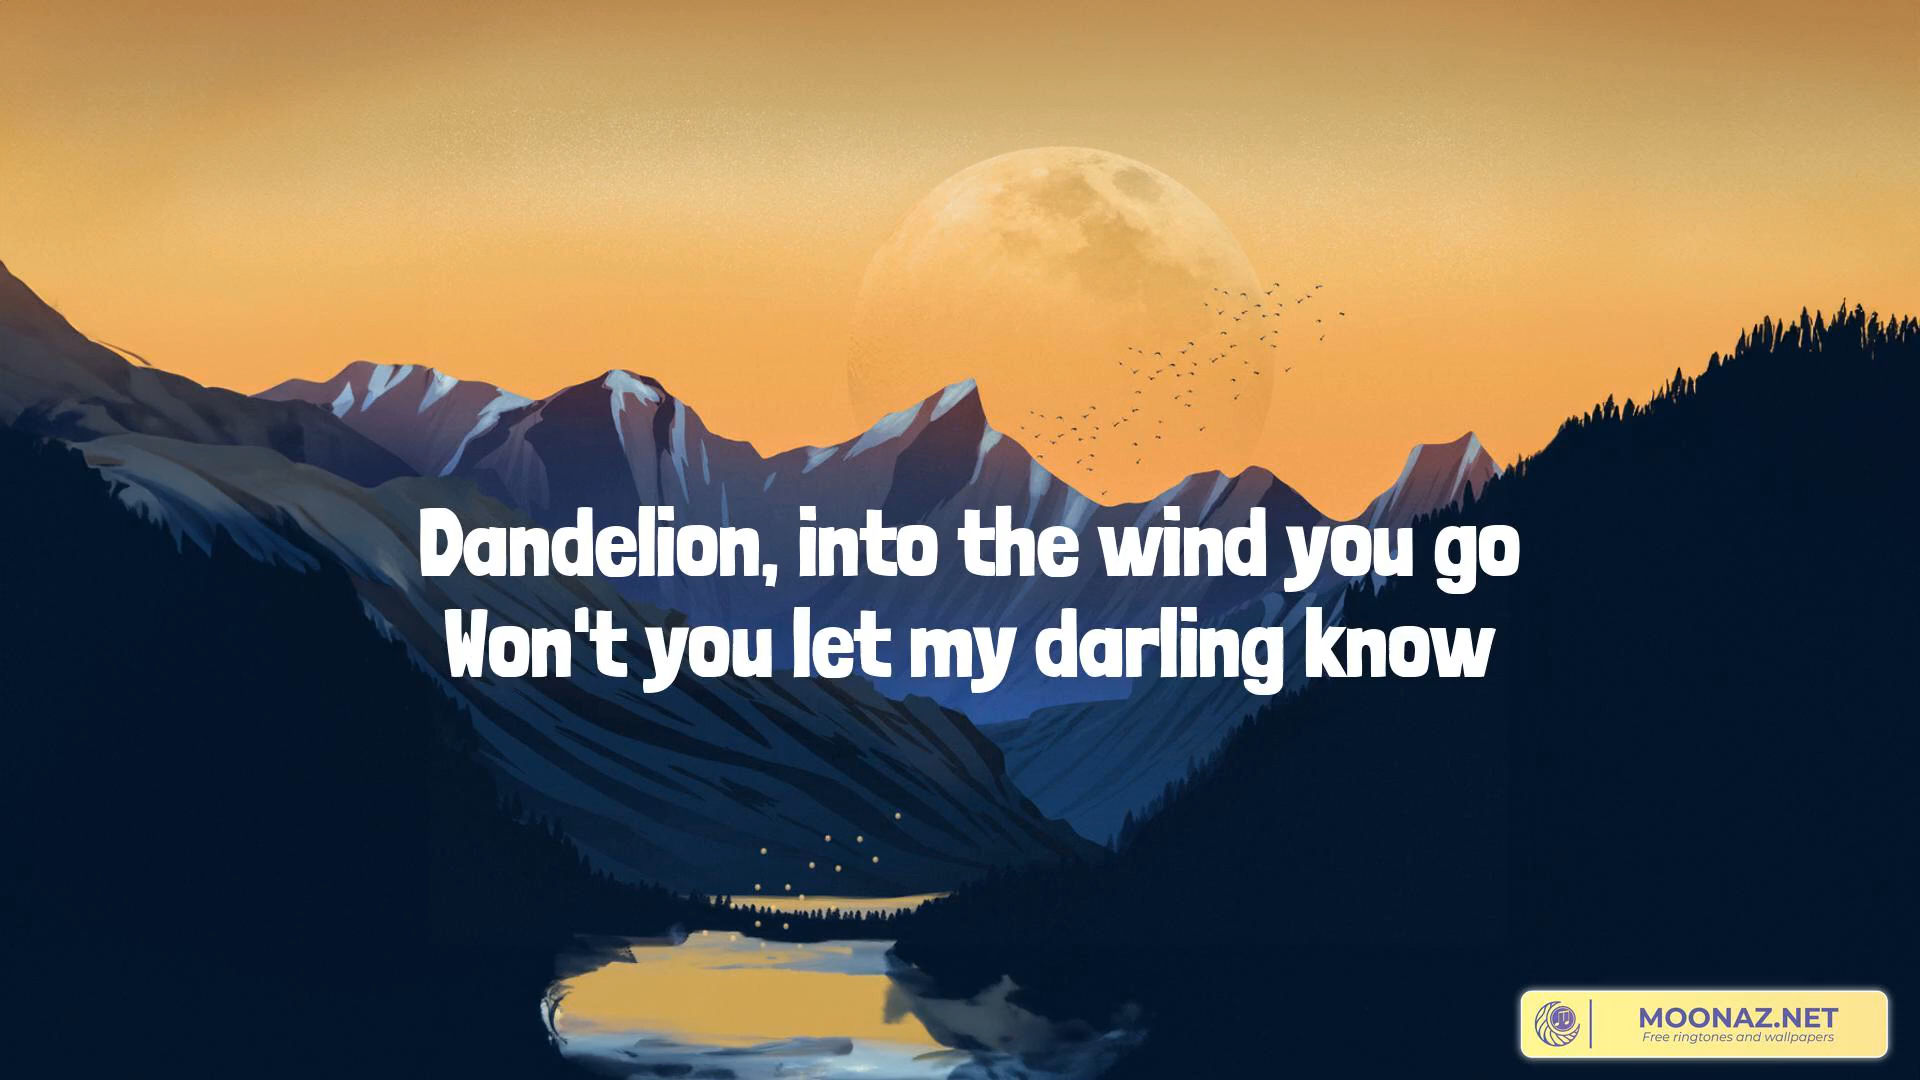 Dandelion, into the wind you go
Won't you let my darling know
MOONAZ.NET
Free ringtones and wallpapers